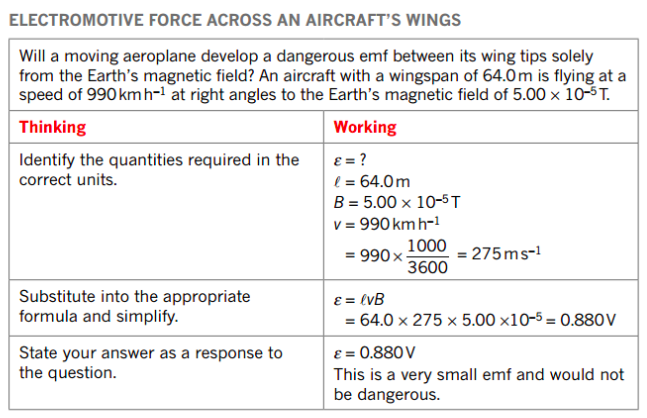 ELECTROMOTIVE FORCE ACROSS AN AIRCRAFT'S WINGS
Will a moving aeroplane develop a dangerous emf between its wing tips solely
from the Earth's magnetic field? An aircraft with a wingspan of 64.0 m is flying at a
speed of 990 km h⁻¹ at right angles to the Earth's magnetic field of 5.00 × 10⁻⁵ T.
Thinking
Working
Identify the quantities required in the
correct units.
ε = ?
ℓ = 64.0 m
B = 5.00 × 10⁻⁵ T
v = 990 km h⁻¹
= 990 × 1000/3600 = 275 m s⁻¹
Substitute into the appropriate
formula and simplify.
ε = ℓvB
= 64.0 × 275 × 5.00 ×10⁻⁵ = 0.880 V
State your answer as a response to
the question.
ε = 0.880 V
This is a very small emf and would not
be dangerous.